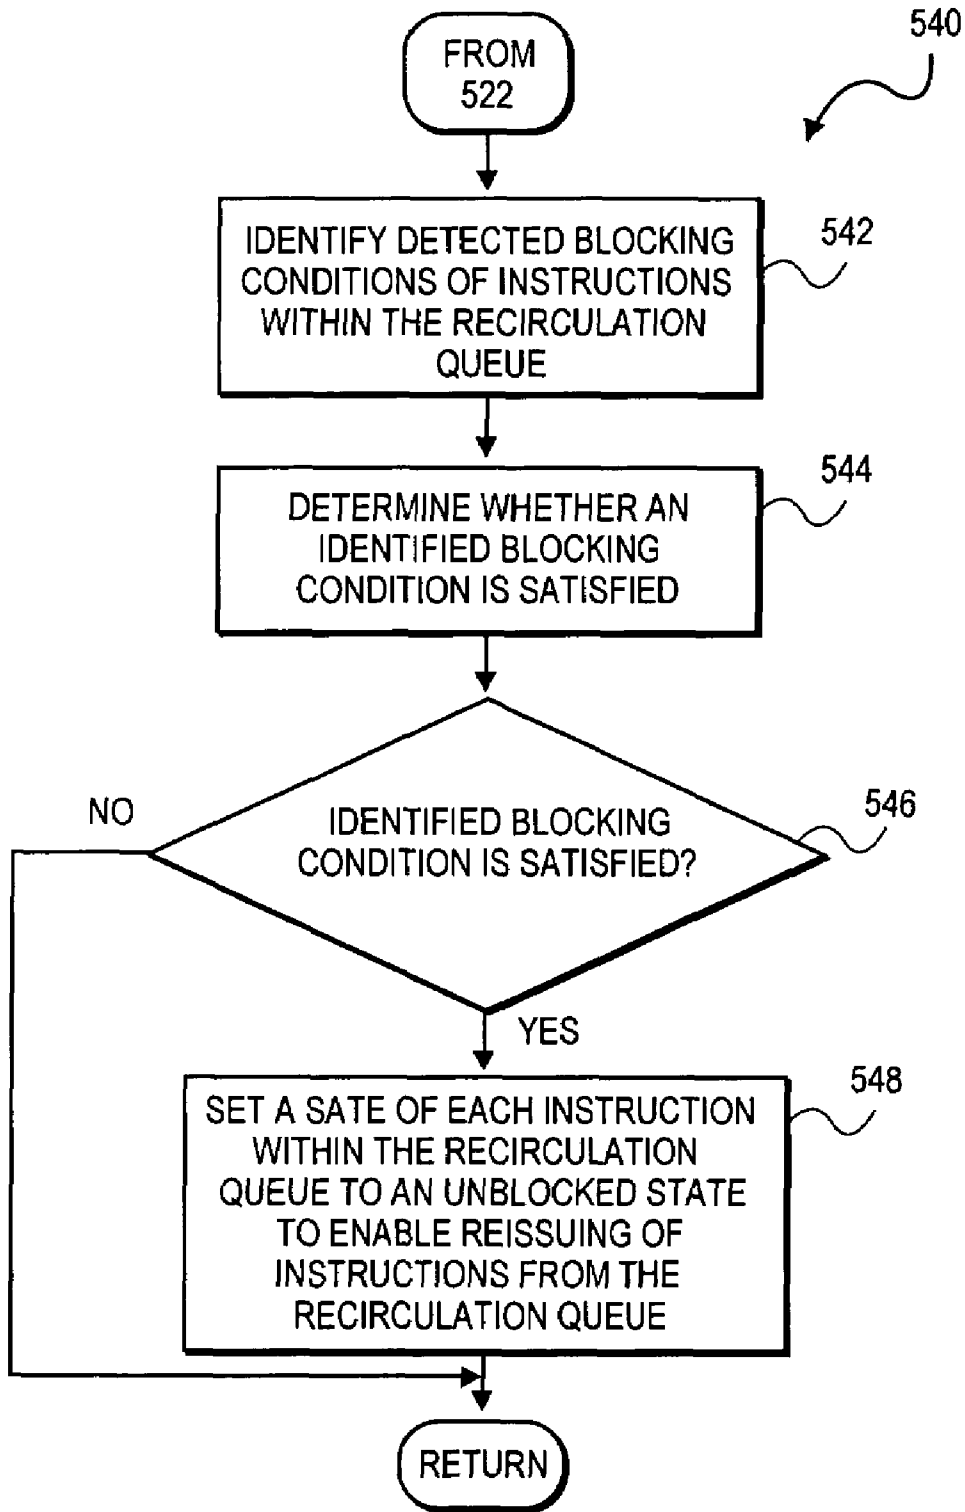 540
FROM
522
542
IDENTIFY DETECTED BLOCKING
CONDITIONS OF INSTRUCTIONS
WITHIN THE RECIRCULATION
QUEUE
544
DETERMINE WHETHER AN
IDENTIFIED BLOCKING
CONDITION IS SATISFIED
NO
546
IDENTIFIED BLOCKING
CONDITION IS SATISFIED?
YES
548
SET A SATE OF EACH INSTRUCTION
WITHIN THE RECIRCULATION
QUEUE TO AN UNBLOCKED STATE
TO ENABLE REISSUING OF
INSTRUCTIONS FROM THE
RECIRCULATION QUEUE
RETURN